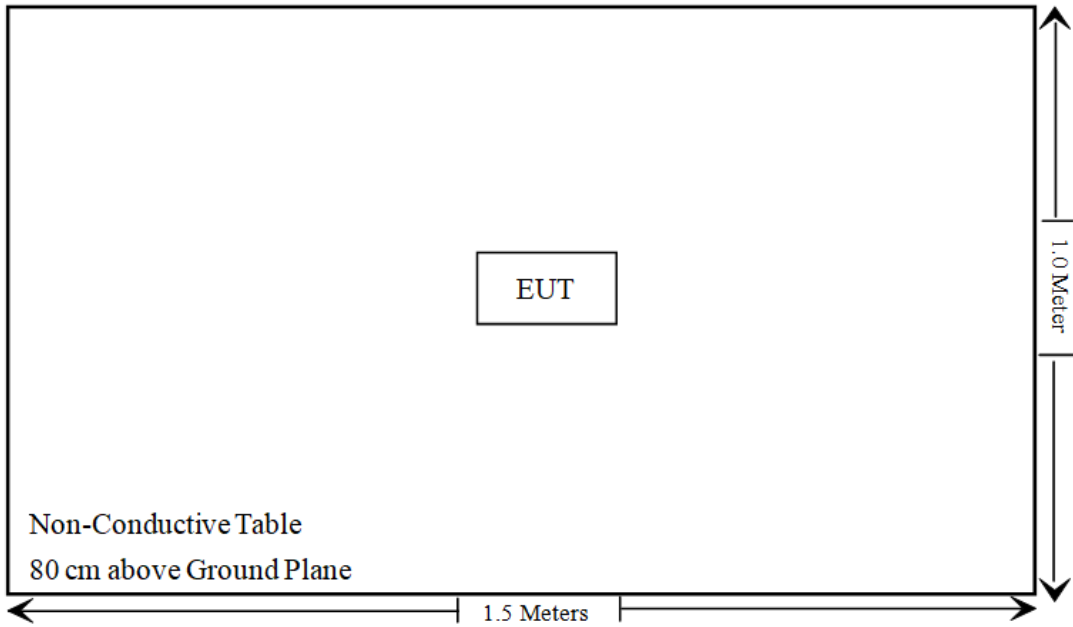 EUT
1.0 Meter
Non-Conductive Table
80 cm above Ground Plane
1.5 Meters